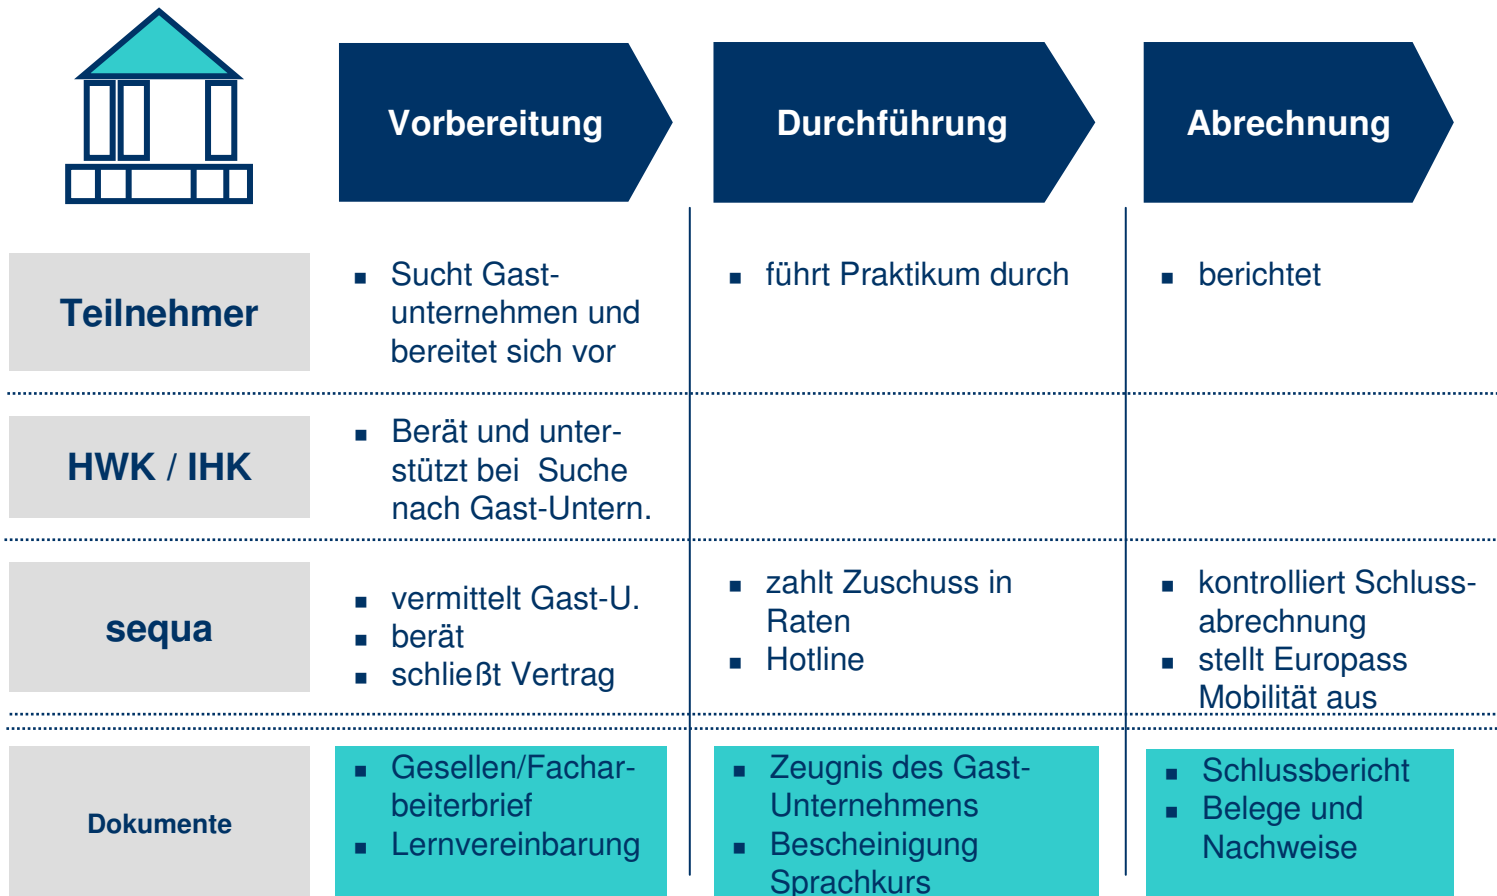 Vorbereitung
Durchführung
Abrechnung
Teilnehmer
▪ Sucht Gast-
unternehmen und
bereitet sich vor
▪ führt Praktikum durch
▪ berichtet
HWK / IHK
▪ Berät und unter-
stützt bei Suche
nach Gast-Untern.
sequa
▪ vermittelt Gast-U.
▪ berät
▪ schließt Vertrag
▪ zahlt Zuschuss in
Raten
▪ Hotline
▪ kontrolliert Schluss-
abrechnung
▪ stellt Europass
Mobilität aus
Dokumente
▪ Gesellen/Facharbeiterbrief
▪ Lernvereinbarung
▪ Zeugnis des Gast-
Unternehmens
▪ Bescheinigung
Sprachkurs
▪ Schlussbericht
▪ Belege und
Nachweise